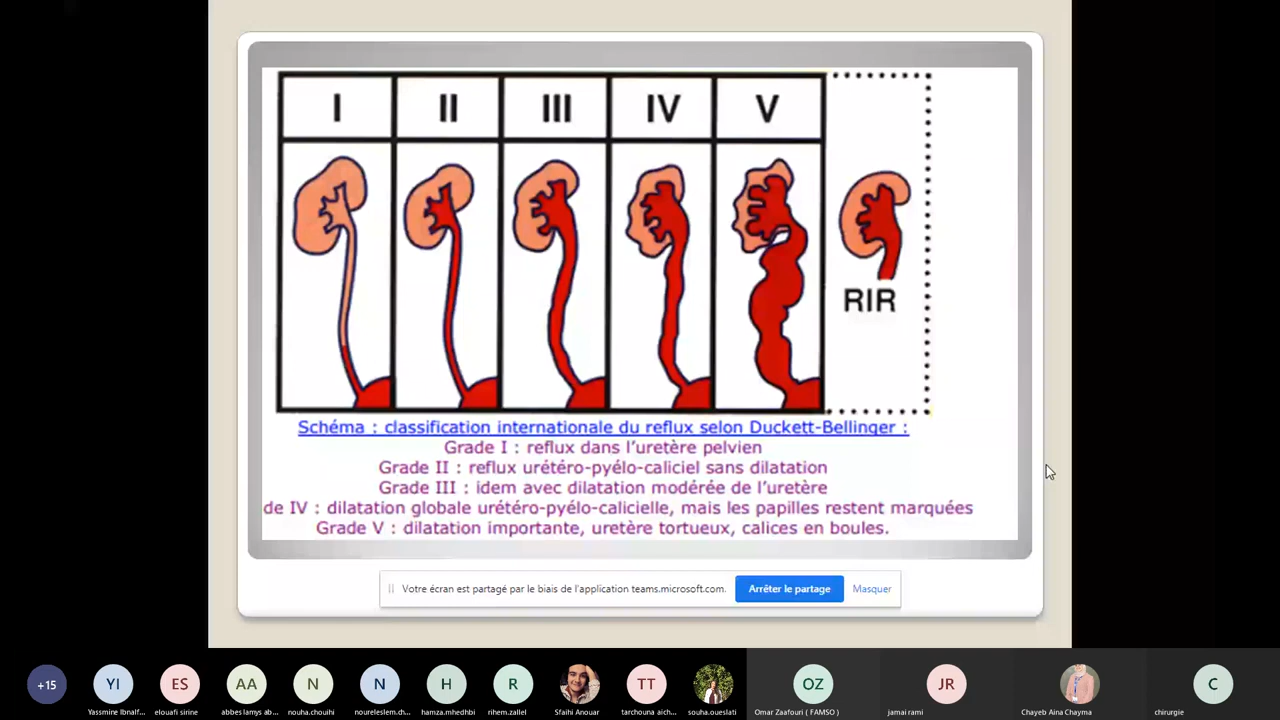 I II III IV V
RIR
Schéma : classification internationale du reflux selon Duckett-Bellinger :
Grade I : reflux dans l'uretère pelvien
Grade II : reflux urétéro-pyélo-caliciel sans dilatation
Grade III : idem avec dilatation modérée de l'uretère
de IV : dilatation globale urétéro-pyélo-calicielle, mais les papilles restent marquées
Grade V : dilatation importante, uretère tortueux, calices en boules.
Votre écran est partagé par le biais de l'application teams.microsoft.com. Arrêter le partage Masquer
+15 YI ES AA N N H R TT OZ JR C
Yassmine Ibnalf... elouafi sirine abbes lamys ab... nouha.chouihi noureleslem.ch... hamza.mhedhbi rihem.zallel Sfaihi Anouar tarchouna aich... souha.oueslati Omar Zaafouri ( FAMSO ) jamai rami Chayeb Aina Chayma chirurgie